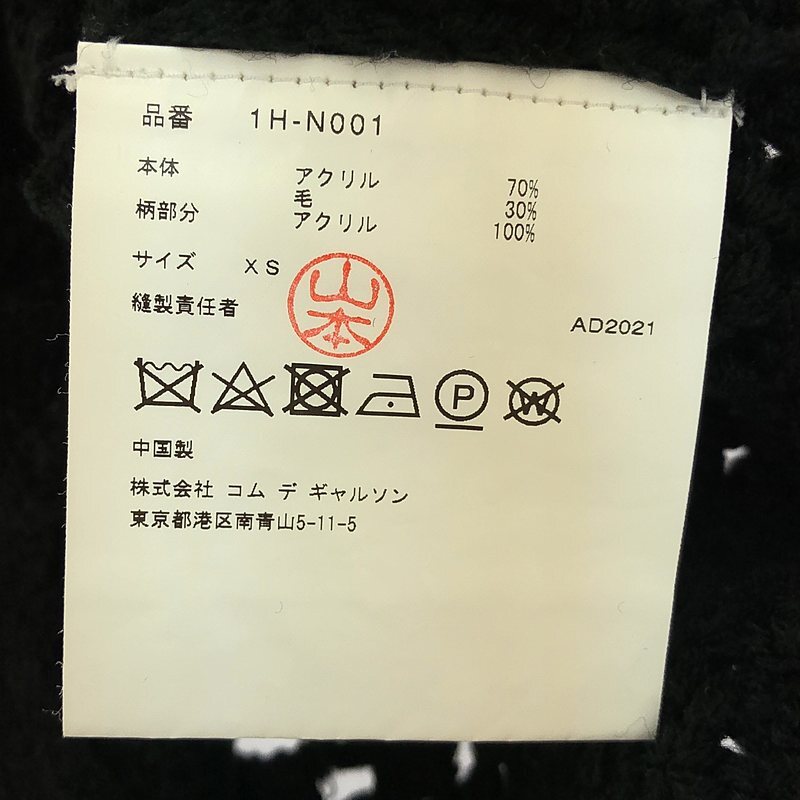 品番 1H-N001
本体 アクリル 70%
毛 30%
柄部分 アクリル 100%
サイズ XS
縫製責任者 山本
AD2021
P
W
中国製
株式会社 コム デ ギャルソン
東京都港区南青山5-11-5